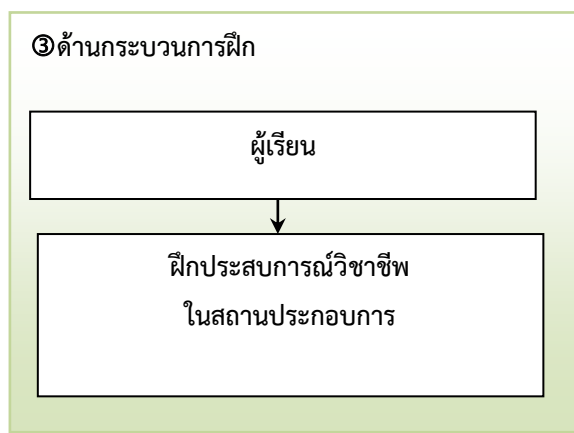 ③ด้านกระบวนการฝึก
ผู้เรียน
ฝึกประสบการณ์วิชาชีพ
ในสถานประกอบการ